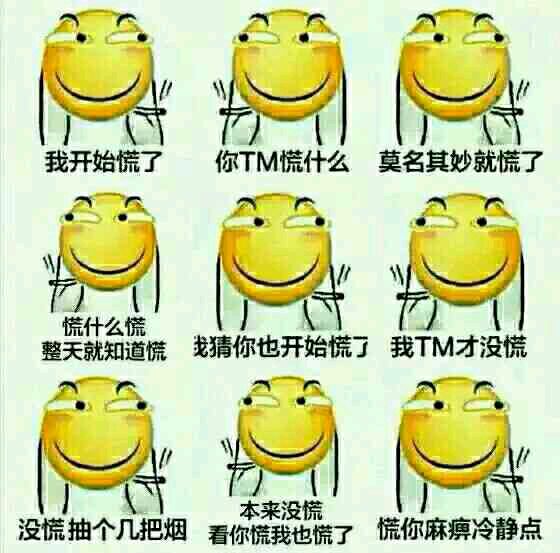 我开始慌了
你TM慌什么
莫名其妙就慌了
慌什么慌
整天就知道慌
我猜你也开始慌了
我TM才没慌
没慌 抽个几把烟
本来没慌
看你慌我也慌了
慌你麻痹冷静点